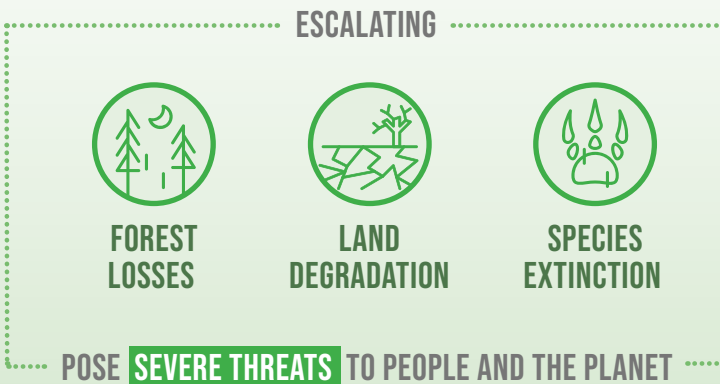 ESCALATING
FOREST
LOSSES
LAND
DEGRADATION
SPECIES
EXTINCTION
POSE SEVERE THREATS TO PEOPLE AND THE PLANET